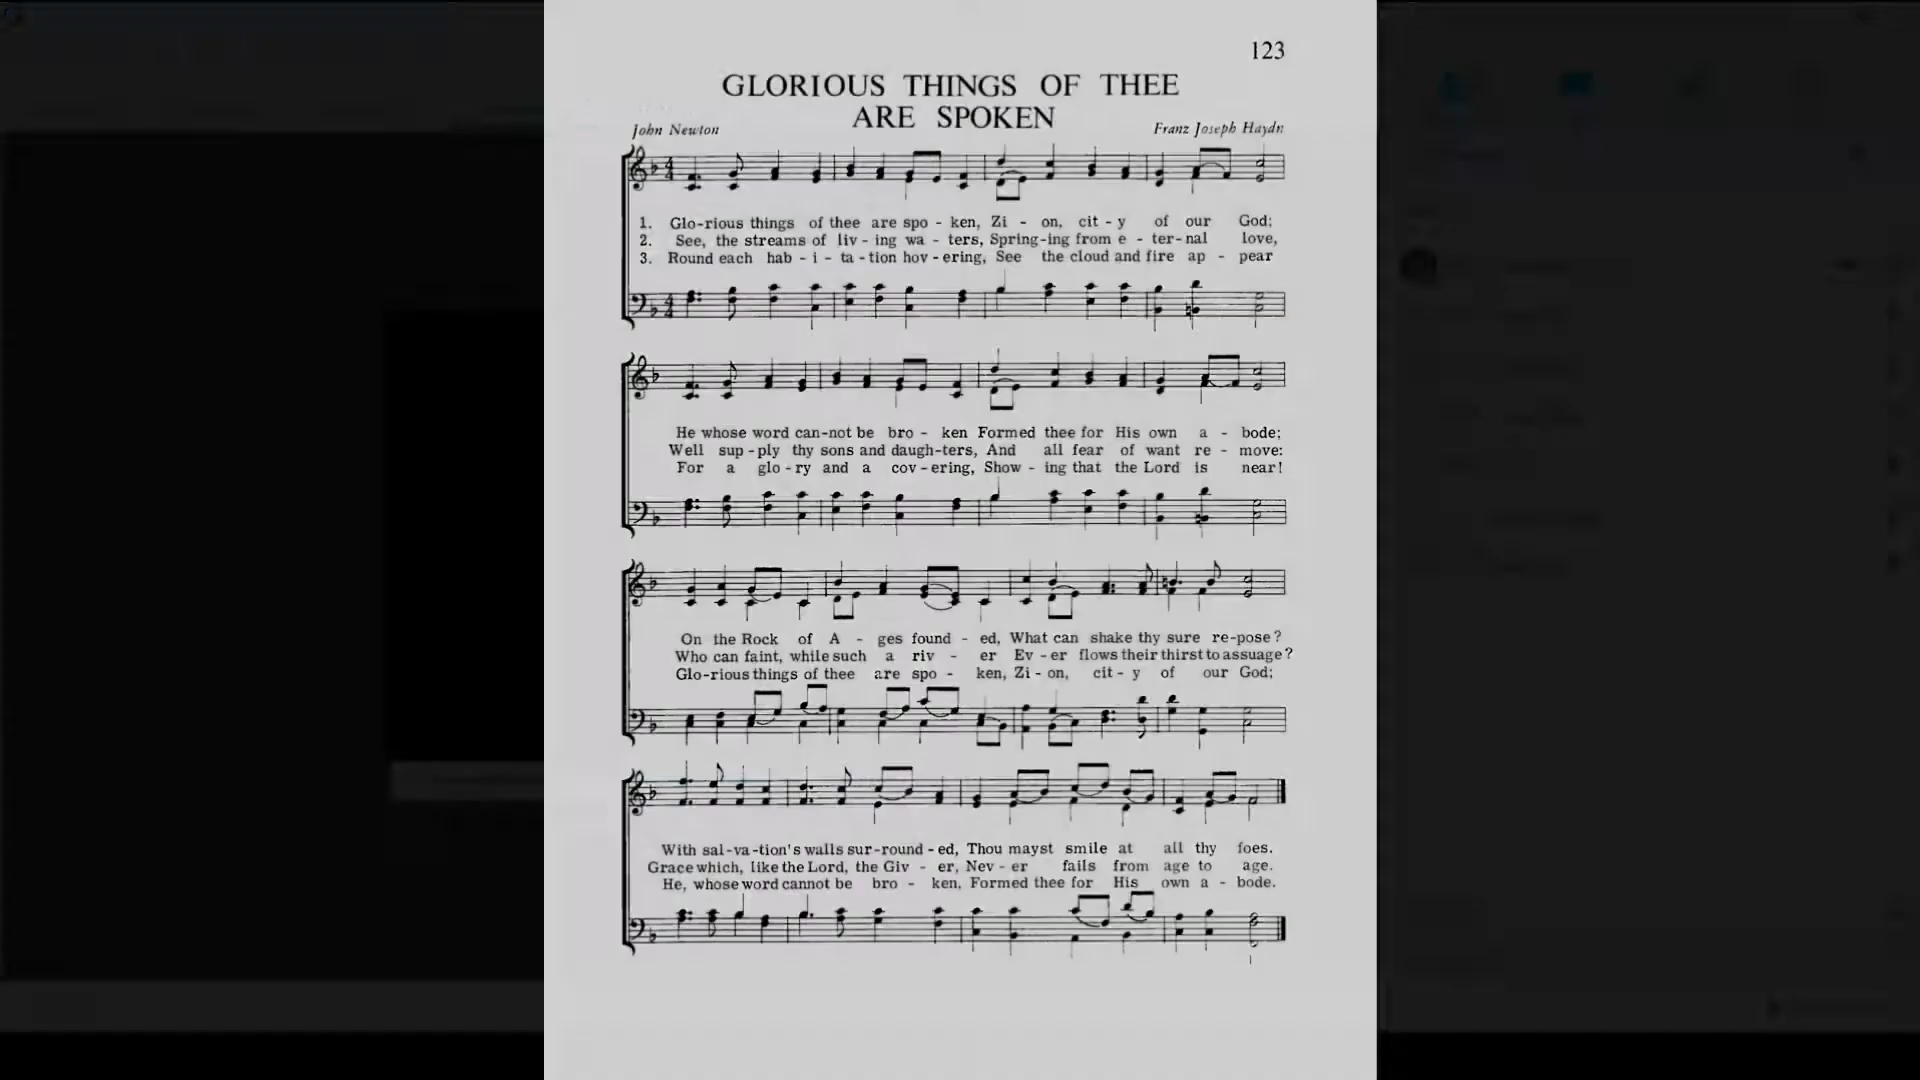 123
GLORIOUS THINGS OF THEE
ARE SPOKEN
John Newton Franz Joseph Haydn
1. Glo-rious things of thee are spo - ken, Zi - on, cit - y of our God;
2. See, the streams of liv - ing wa - ters, Spring-ing from e - ter-nal love,
3. Round each hab - i - ta - tion hov - ering, See the cloud and fire ap - pear
He whose word can-not be bro - ken Formed thee for His own a - bode;
Well sup - ply thy sons and daugh-ters, And all fear of want re - move:
For a glo - ry and a cov - ering, Show - ing that the Lord is near!
On the Rock of A - ges found - ed, What can shake thy sure re-pose?
Who can faint, while such a riv - er Ev - er flows their thirst to assuage?
Glo-rious things of thee are spo - ken, Zi - on, cit - y of our God;
With sal-va-tion's walls sur-round-ed, Thou mayst smile at all thy foes.
Grace which, like the Lord, the Giv - er, Nev - er fails from age to age.
He, whose word cannot be bro - ken, Formed thee for His own a - bode.